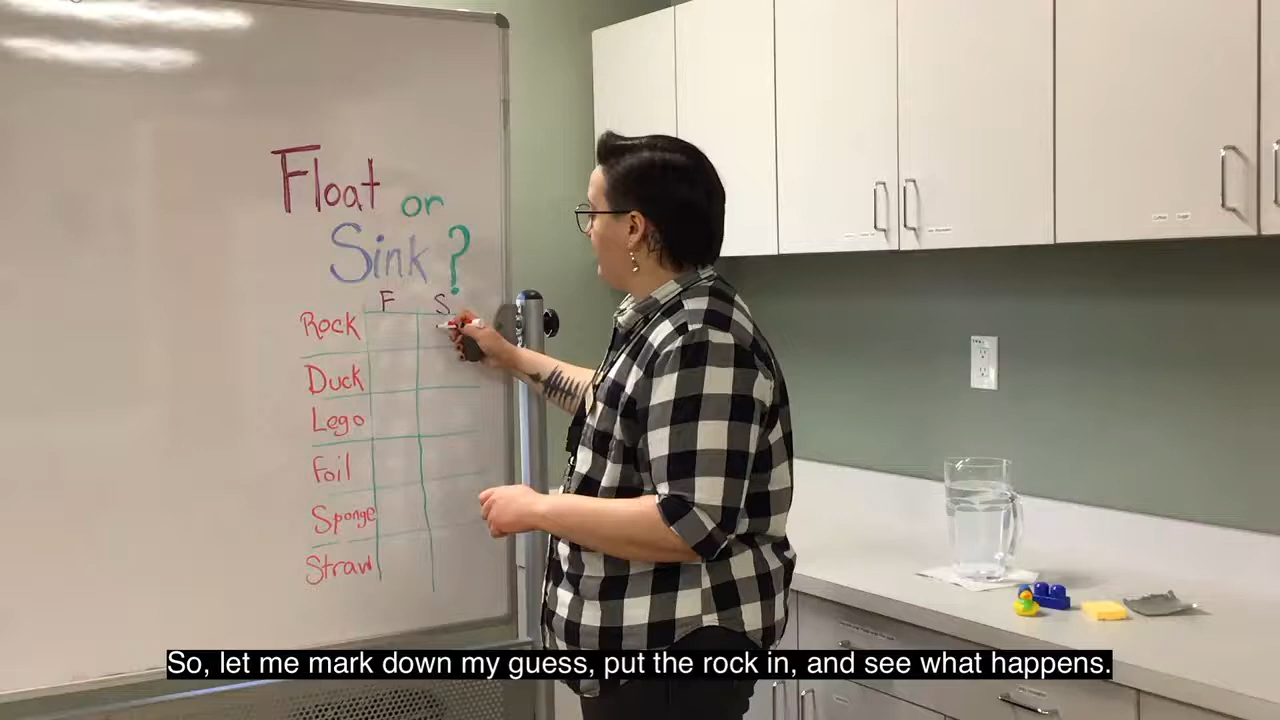 Float or
Sink ?
F S
Rock
Duck
Lego
Foil
Sponge
Straw
So, let me mark down my guess, put the rock in, and see what happens.